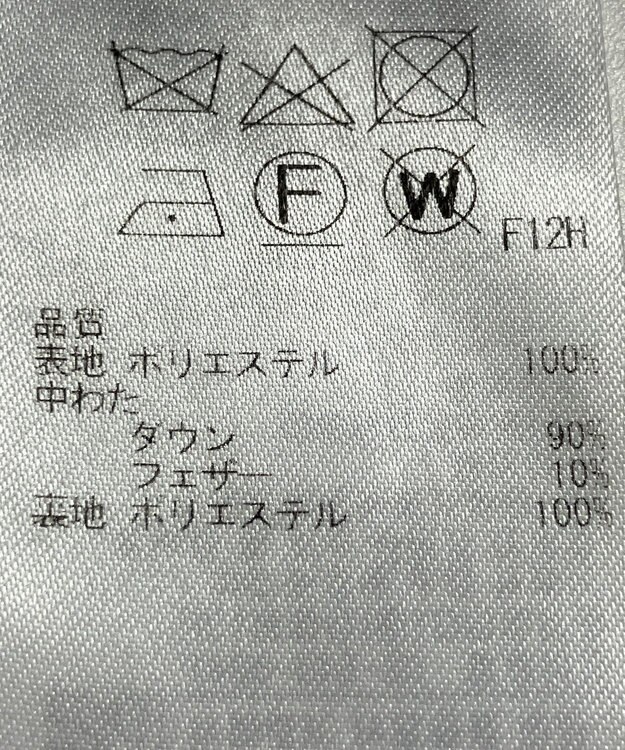 F W
F12H
品質
表地 ポリエステル 100%
中わた
ダウン 90%
フェザー 10%
裏地 ポリエステル 100%